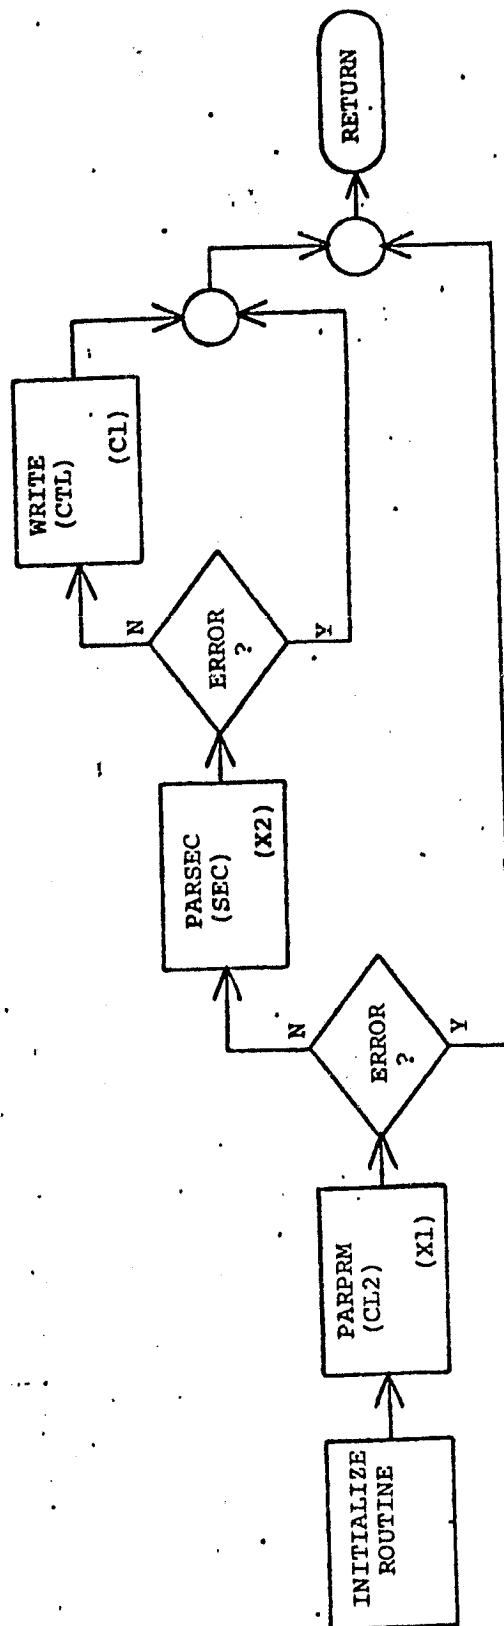 INITIALIZE
ROUTINE
PARPRM
(CL2)
(X1)
ERROR
?
N
Y
PARSEC
(SEC)
(X2)
ERROR
?
N
Y
WRITE
(CTL)
(C1)
RETURN